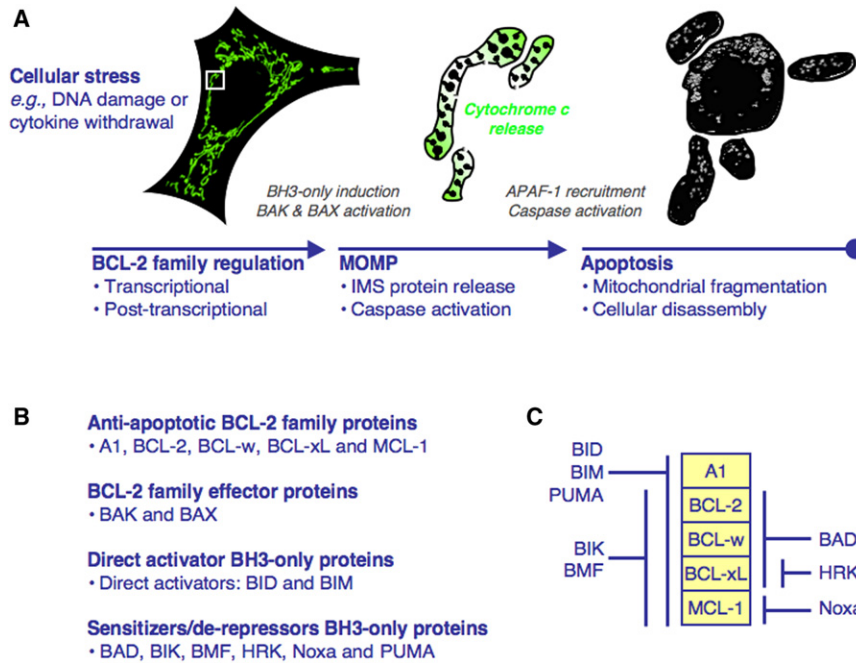 A
Cellular stress
e.g., DNA damage or
cytokine withdrawal
Cytochrome c
release
BH3-only induction
BAK & BAX activation
APAF-1 recruitment
Caspase activation
BCL-2 family regulation
• Transcriptional
• Post-transcriptional
MOMP
• IMS protein release
• Caspase activation
Apoptosis
• Mitochondrial fragmentation
• Cellular disassembly
B
Anti-apoptotic BCL-2 family proteins
• A1, BCL-2, BCL-w, BCL-xL and MCL-1
BCL-2 family effector proteins
• BAK and BAX
Direct activator BH3-only proteins
• Direct activators: BID and BIM
Sensitizers/de-repressors BH3-only proteins
• BAD, BIK, BMF, HRK, Noxa and PUMA
C
BID
BIM
PUMA
BIK
BMF
A1
BCL-2
BCL-w
BCL-xL
MCL-1
BAD
HRK
Noxa